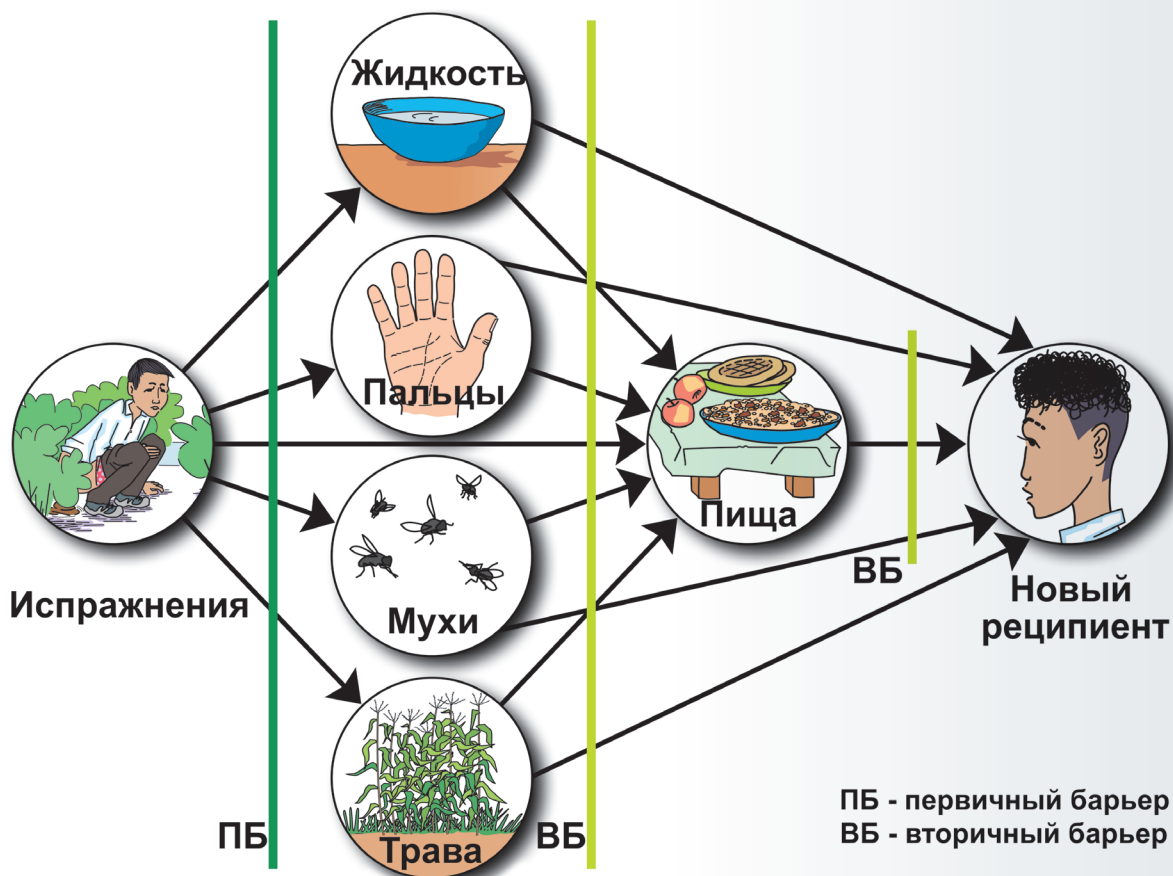 Жидкость
Пальцы
Испражнения
Мухи
Трава
Пища
Новый
реципиент
ПБ
ВБ
ВБ
ПБ - первичный барьер
ВБ - вторичный барьер